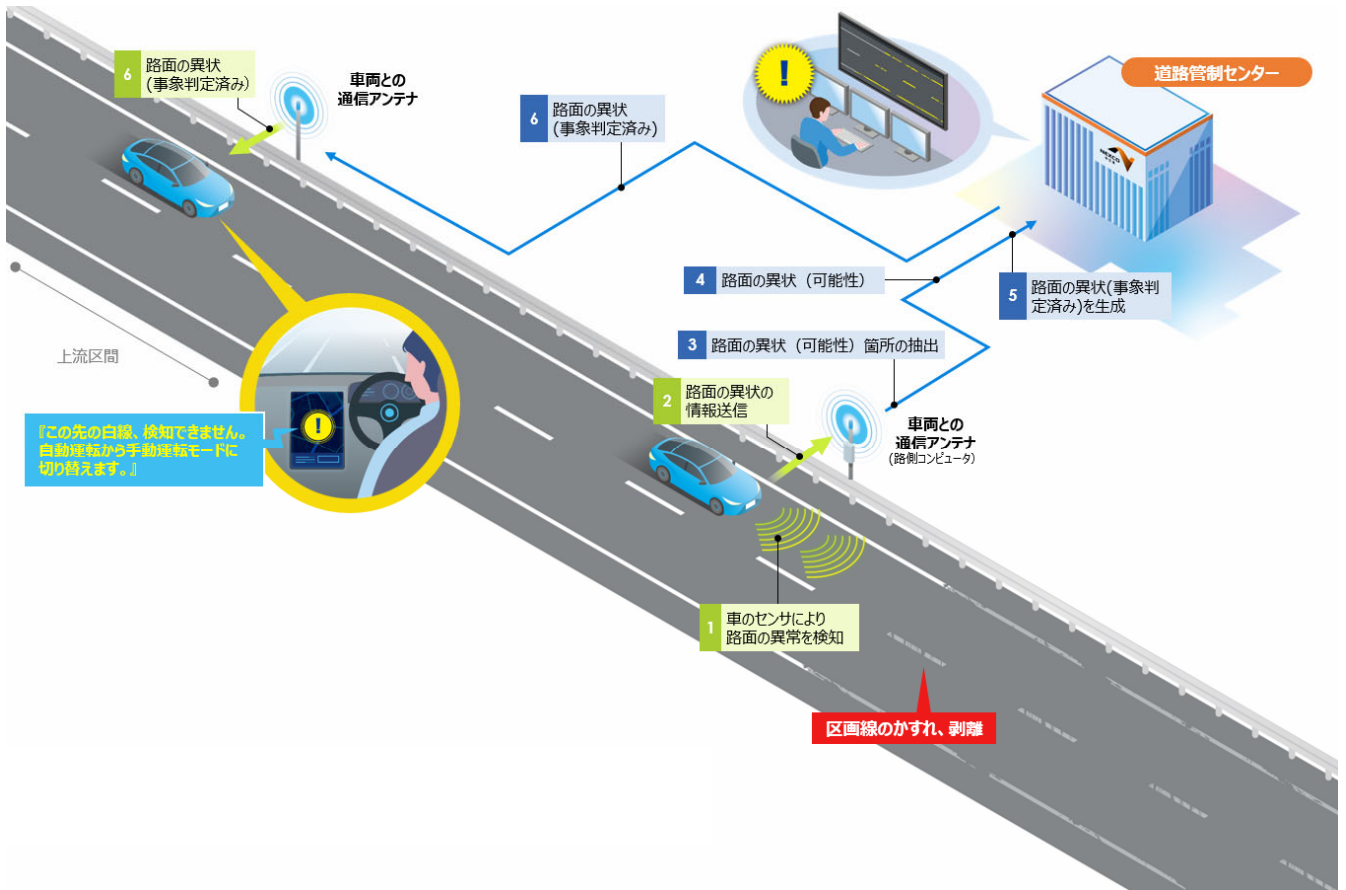 6
路面の異状
(事象判定済み)
車両との
通信アンテナ
6
路面の異状
(事象判定済み)
!
道路管制センター
NEXCO
4
路面の異状（可能性）
5
路面の異状(事象判
定済み)を生成
上流区間
3
路面の異状（可能性）箇所の抽出
2
路面の異状の
情報送信
車両との
通信アンテナ
(路側コンピュータ)
『この先の白線、検知できません。
自動運転から手動運転モードに
切り替えます。』
!
1
車のセンサにより
路面の異常を検知
区画線のかすれ、剥離